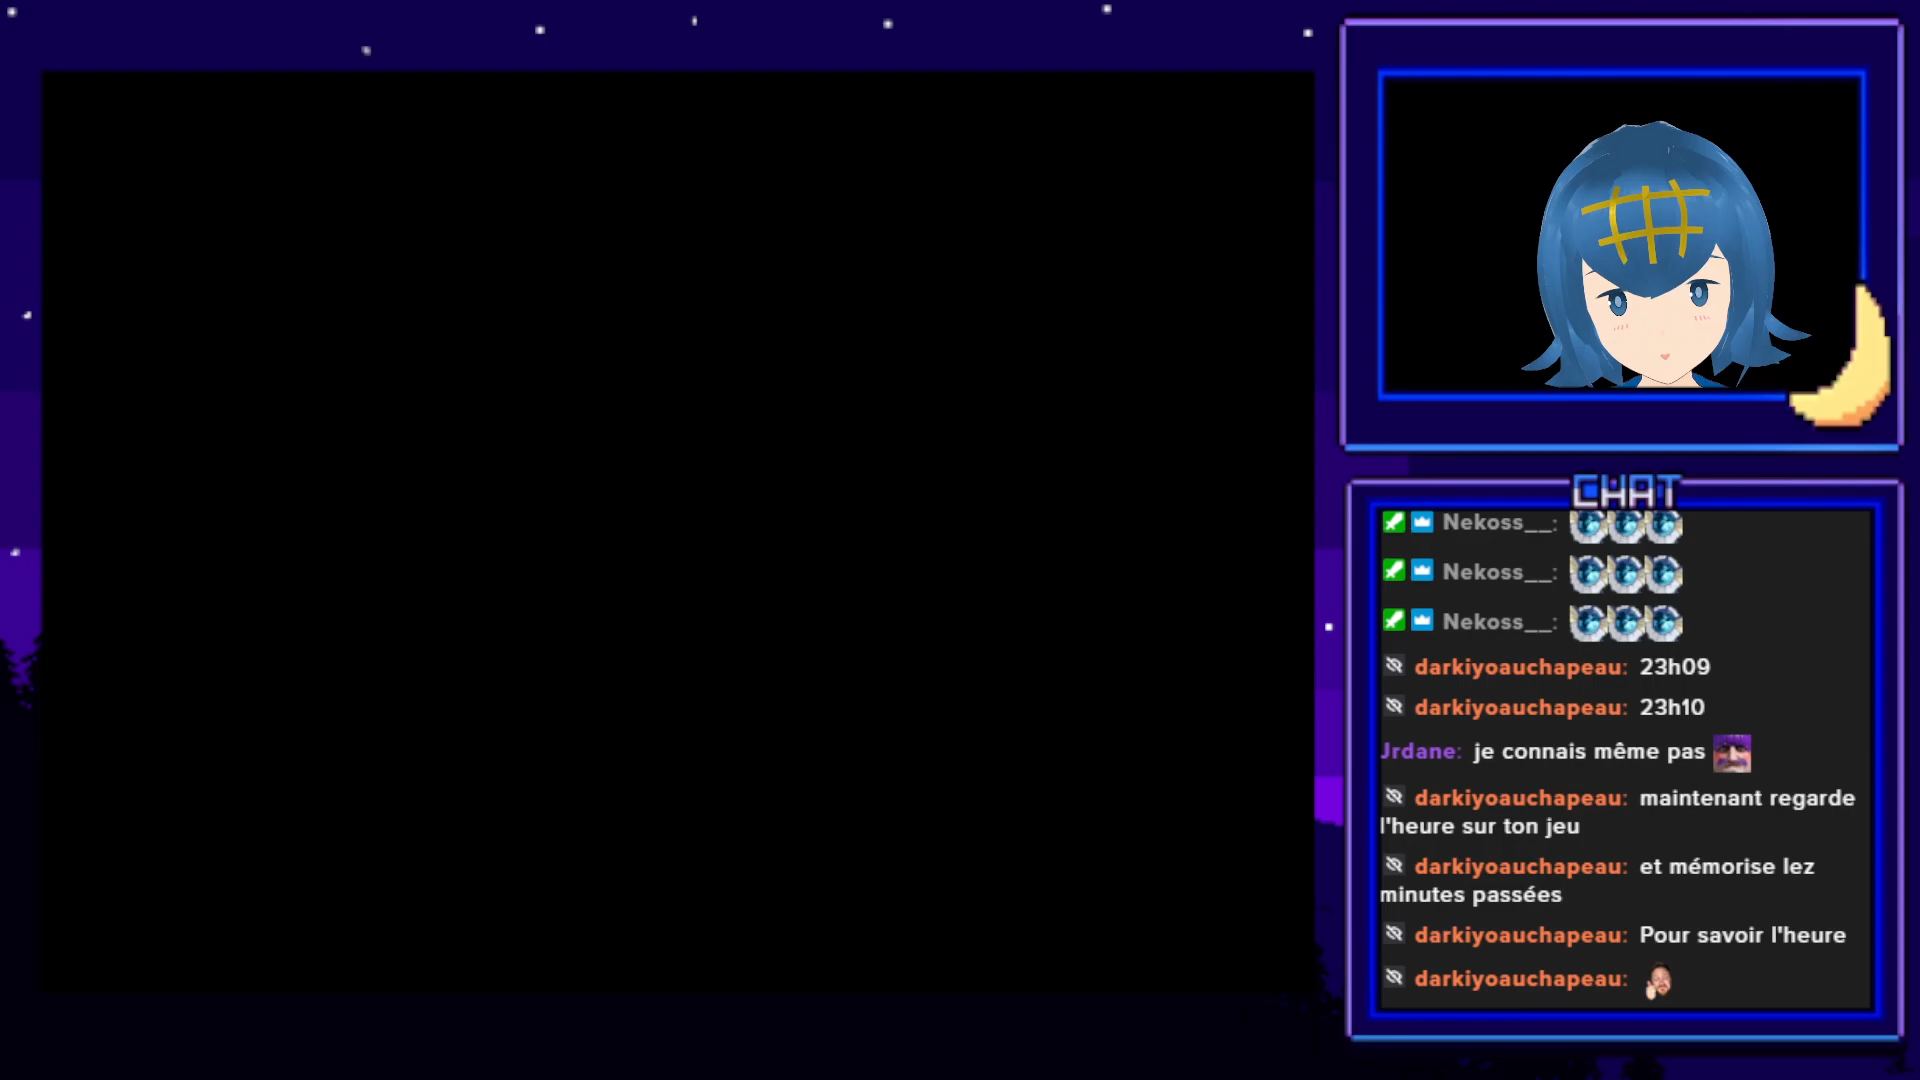 CHAT
Nekoss__:
Nekoss__:
Nekoss__:
darkiyoauchapeau: 23h09
darkiyoauchapeau: 23h10
Jrdane: je connais même pas
darkiyoauchapeau: maintenant regarde
l'heure sur ton jeu
darkiyoauchapeau: et mémorise lez
minutes passées
darkiyoauchapeau: Pour savoir l'heure
darkiyoauchapeau: